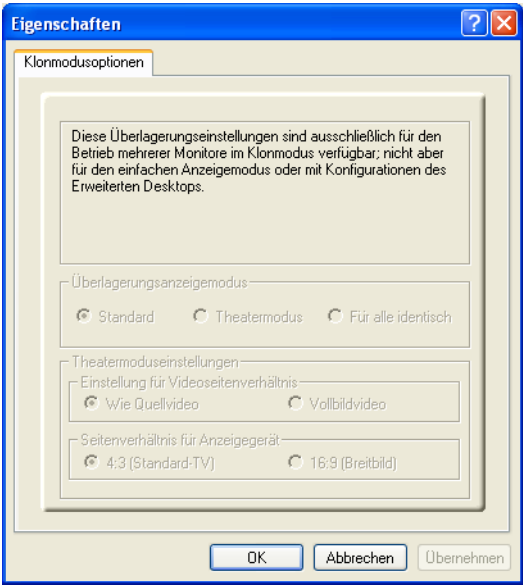 Eigenschaften
Klonmodusoptionen
Diese Überlagerungseinstellungen sind ausschließlich für den
Betrieb mehrerer Monitore im Klonmodus verfügbar; nicht aber
für den einfachen Anzeigemodus oder mit Konfigurationen des
Erweiterten Desktops.
Überlagerungsanzeigemodus
Standard Theatermodus Für alle identisch
Theatermoduseinstellungen
Einstellung für Videoseitenverhältnis
Wie Quellvideo Vollbildvideo
Seitenverhältnis für Anzeigegerät
4:3 (Standard-TV) 16:9 (Breitbild)
OK Abbrechen Übernehmen